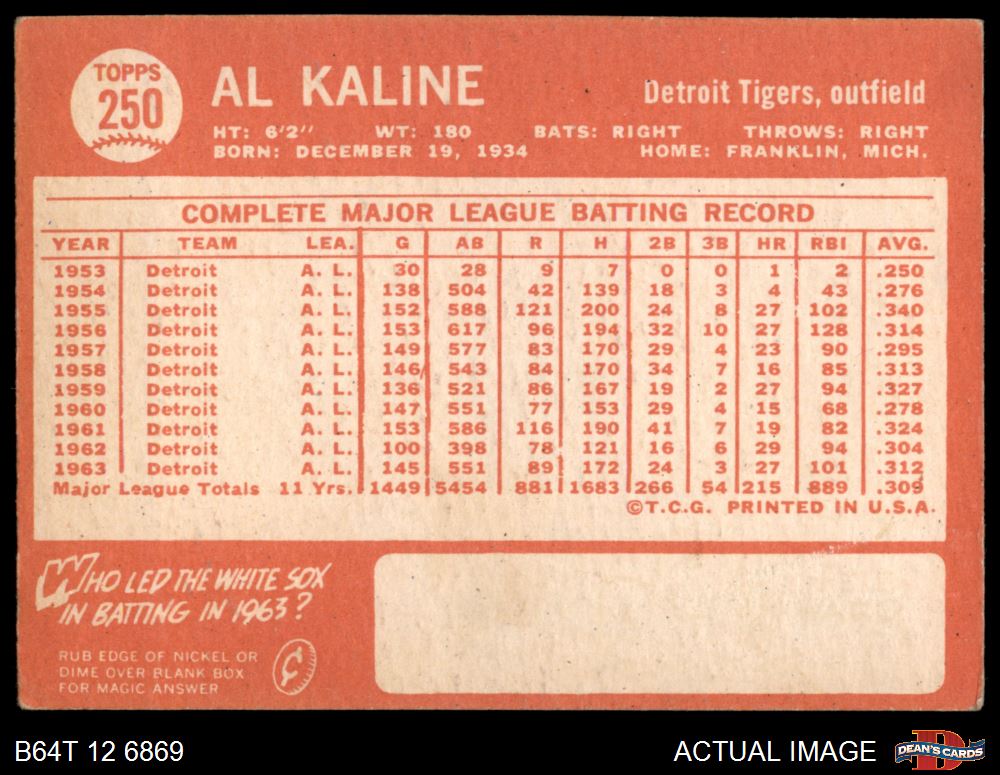 TOPPS
250
AL KALINE
Detroit Tigers, outfield
HT: 6'2" WT: 180 BATS: RIGHT THROWS: RIGHT
BORN: DECEMBER 19, 1934 HOME: FRANKLIN, MICH.
COMPLETE MAJOR LEAGUE BATTING RECORD
YEAR TEAM LEA. G AB R H 2B 3B HR RBI AVG.
1953 Detroit A. L. 30 28 9 7 0 0 1 2 .250
1954 Detroit A. L. 138 504 42 139 18 3 4 43 .276
1955 Detroit A. L. 152 588 121 200 24 8 27 102 .340
1956 Detroit A. L. 153 617 96 194 32 10 27 128 .314
1957 Detroit A. L. 149 577 83 170 29 4 23 90 .295
1958 Detroit A. L. 146 543 84 170 34 7 16 85 .313
1959 Detroit A. L. 136 521 86 167 19 2 27 94 .327
1960 Detroit A. L. 147 551 77 153 29 4 15 68 .278
1961 Detroit A. L. 153 586 116 190 41 7 19 82 .324
1962 Detroit A. L. 100 398 78 121 16 6 29 94 .304
1963 Detroit A. L. 145 551 89 172 24 3 27 101 .312
Major League Totals 11 Yrs. 1449 5454 881 1683 266 54 215 889 .309
©T.C.G. PRINTED IN U.S.A.
WHO LED THE WHITE SOX
IN BATTING IN 1963?
RUB EDGE OF NICKEL OR
DIME OVER BLANK BOX
FOR MAGIC ANSWER
¢
B64T 12 6869
ACTUAL IMAGE
DEAN'S CARDS